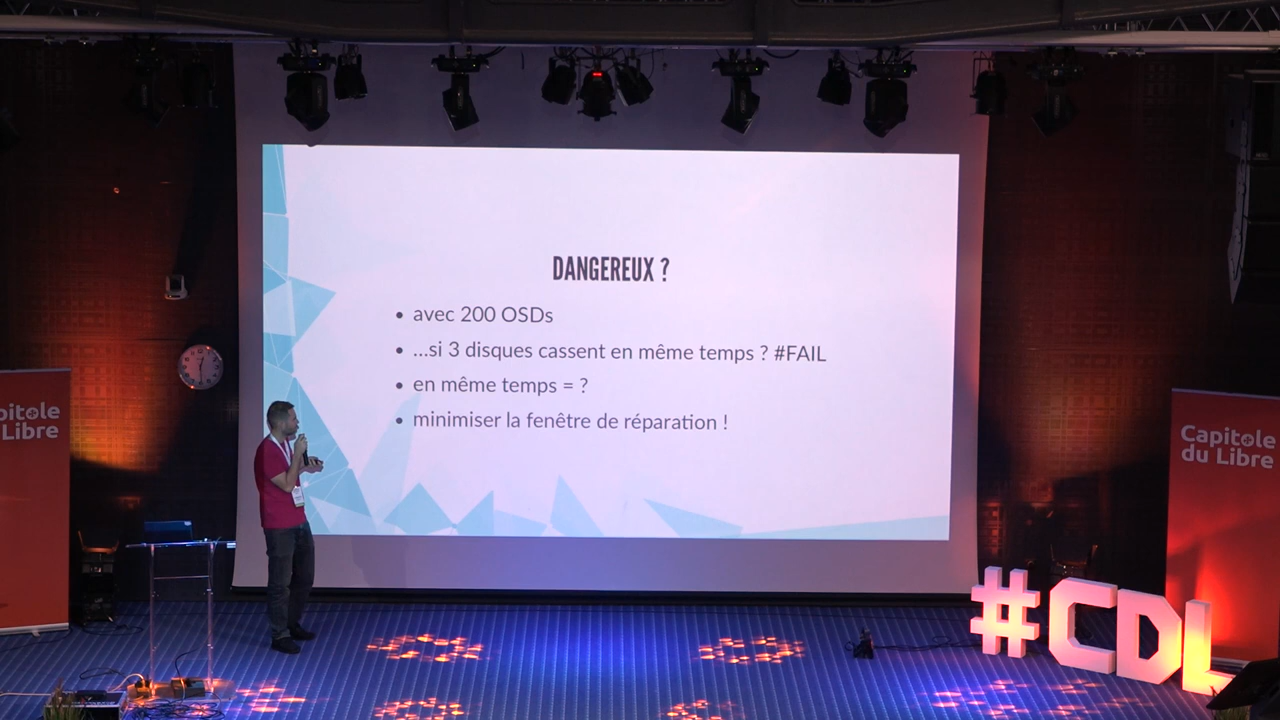 DANGEREUX ?
avec 200 OSDs
...si 3 disques cassent en même temps ? #FAIL
en même temps = ?
minimiser la fenêtre de réparation !
pitole
Libre
Capitole
du Libre
#CDL